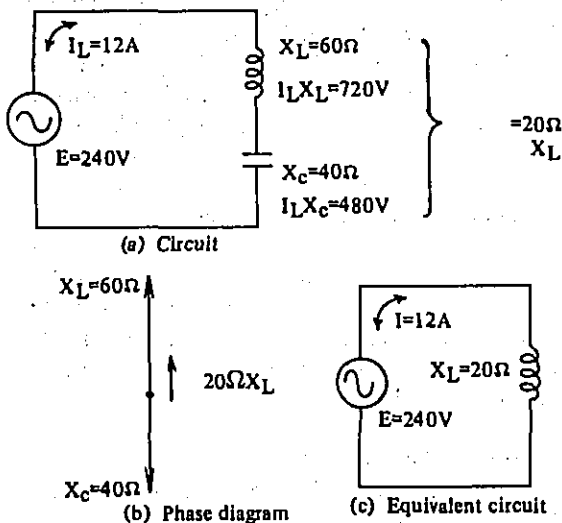 I_L=12A
X_L=60Ω
I_LX_L=720V
=20Ω
X_L
E=240V
X_c=40Ω
I_LX_c=480V
(a) Circuit
X_L=60Ω
20ΩX_L
X_c=40Ω
(b) Phase diagram
I=12A
X_L=20Ω
E=240V
(c) Equivalent circuit